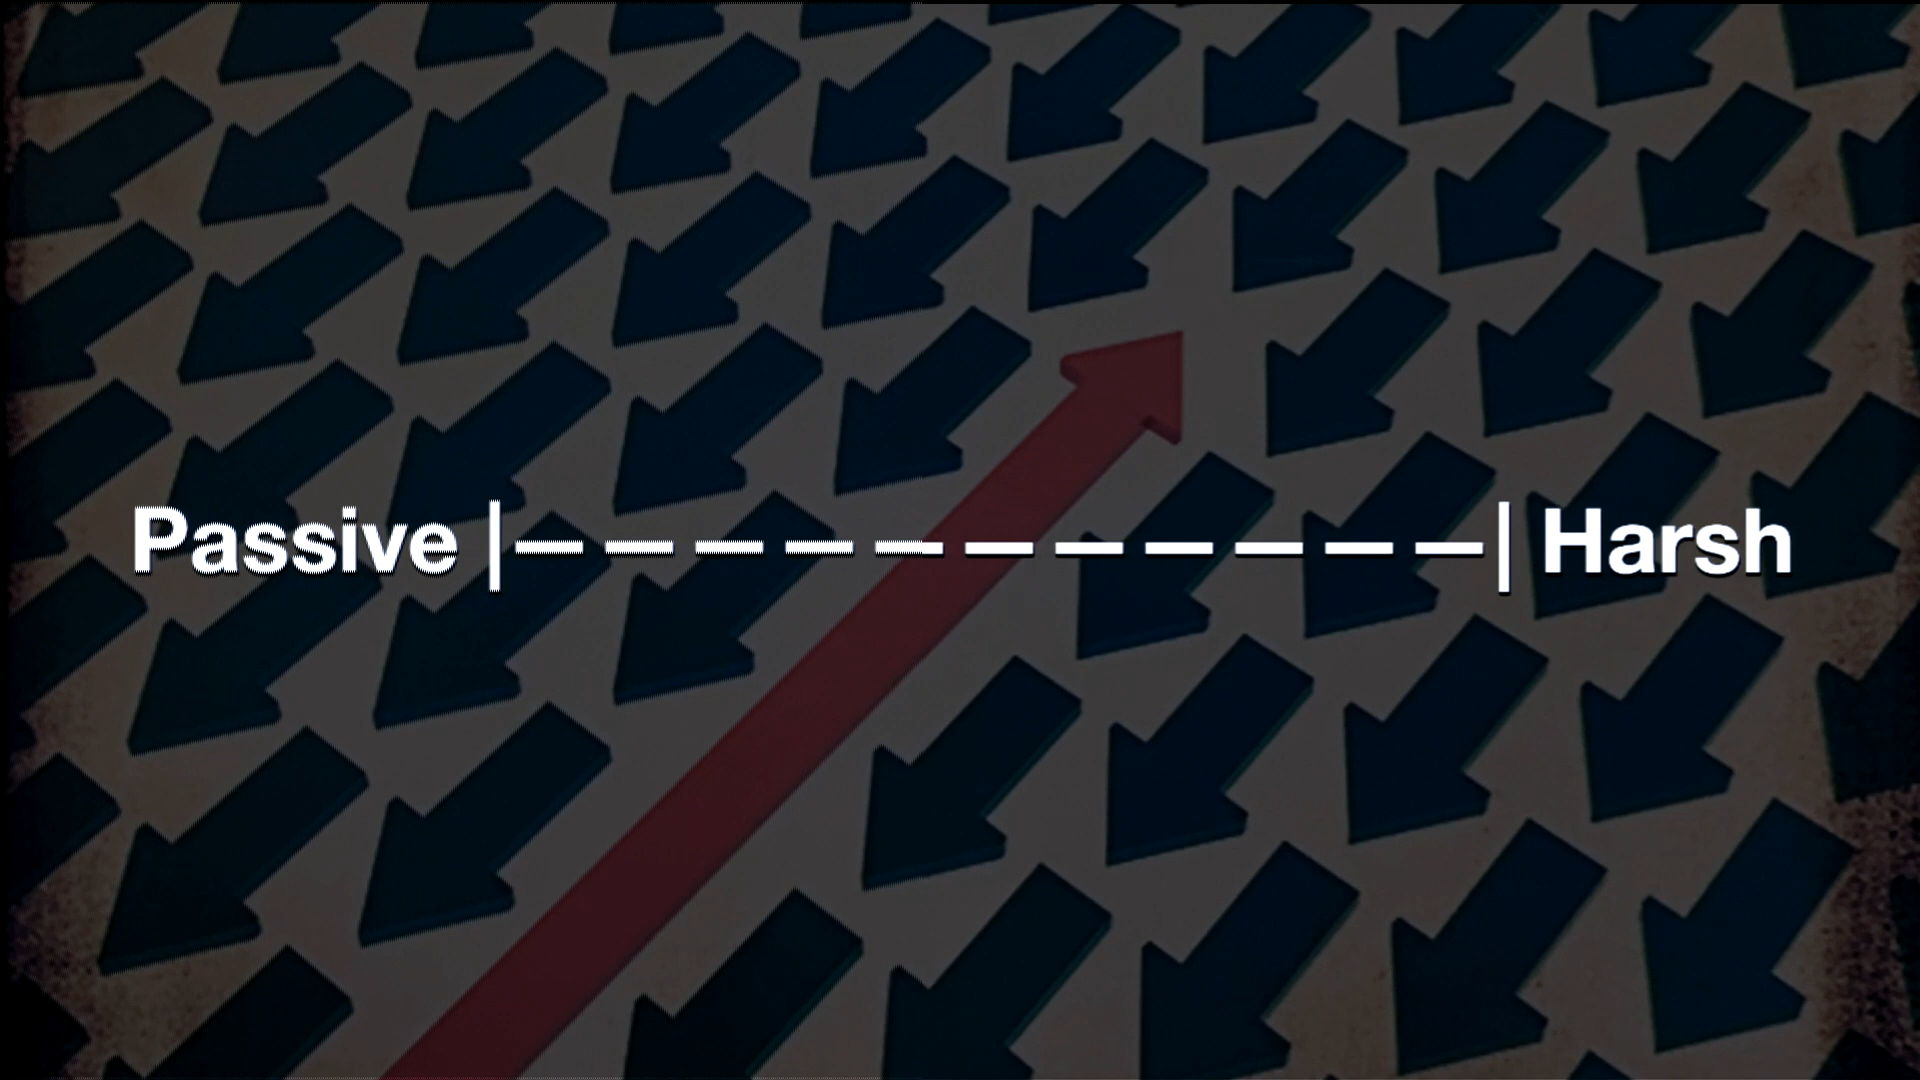 Passive |— — — — — — — — — — —| Harsh